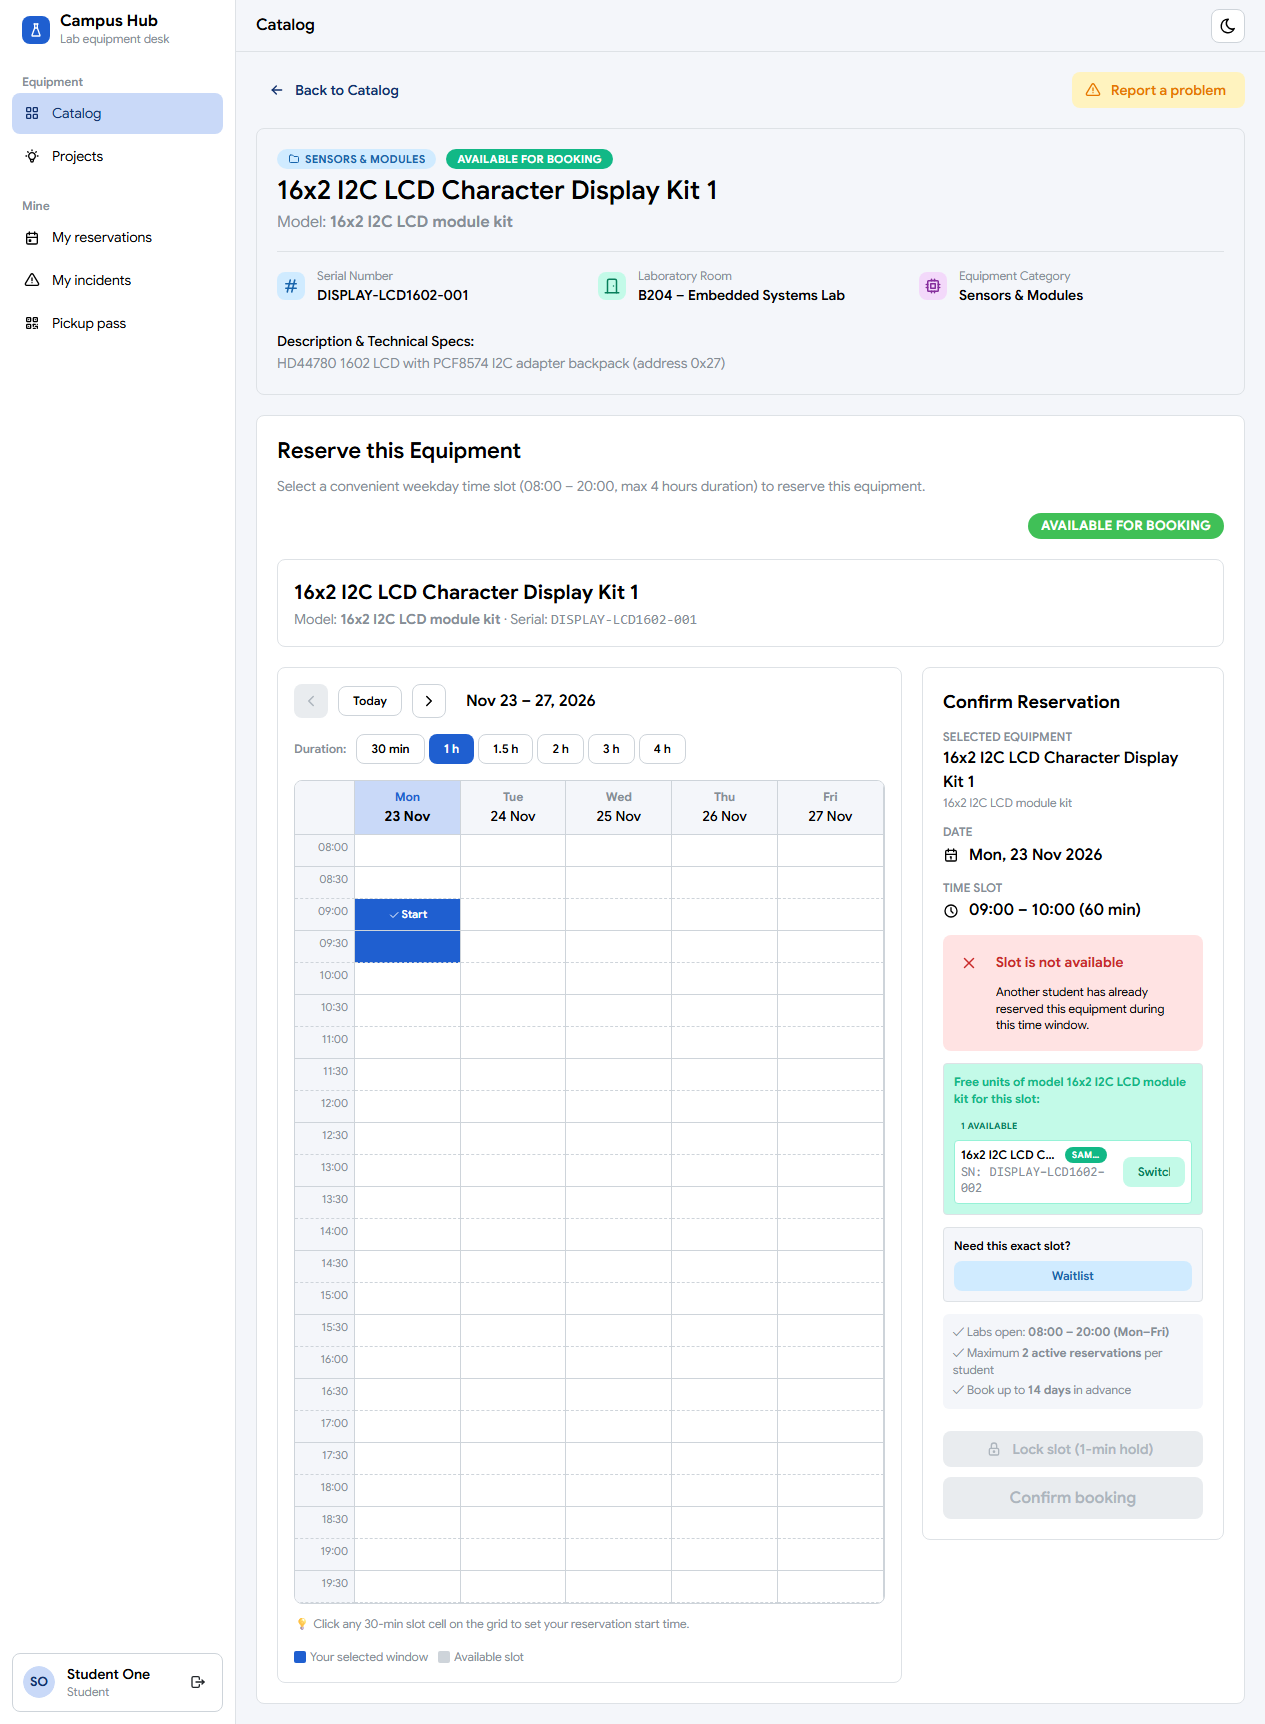 Campus Hub
Lab equipment desk
Equipment
Catalog
Projects
Mine
My reservations
My incidents
Pickup pass
Student One
SO
Student
Catalog
Back to Catalog
Report a problem
SENSORS & MODULES
AVAILABLE FOR BOOKING
16x2 I2C LCD Character Display Kit 1
Model: 16x2 I2C LCD module kit
Serial Number
DISPLAY-LCD1602-001
Laboratory Room
B204 – Embedded Systems Lab
Equipment Category
Sensors & Modules
Description & Technical Specs:
HD44780 1602 LCD with PCF8574 I2C adapter backpack (address 0x27)
Reserve this Equipment
Select a convenient weekday time slot (08:00 – 20:00, max 4 hours duration) to reserve this equipment.
AVAILABLE FOR BOOKING
16x2 I2C LCD Character Display Kit 1
Model: 16x2 I2C LCD module kit · Serial: DISPLAY-LCD1602-001
Today
Nov 23 – 27, 2026
Duration: 30 min 1 h 1.5 h 2 h 3 h 4 h
Mon Tue Wed Thu Fri
23 Nov 24 Nov 25 Nov 26 Nov 27 Nov
08:00
08:30
09:00 ✓ Start
09:30
10:00
10:30
11:00
11:30
12:00
12:30
13:00
13:30
14:00
14:30
15:00
15:30
16:00
16:30
17:00
17:30
18:00
18:30
19:00
19:30
💡 Click any 30-min slot cell on the grid to set your reservation start time.
Your selected window Available slot
Confirm Reservation
SELECTED EQUIPMENT
16x2 I2C LCD Character Display
Kit 1
16x2 I2C LCD module kit
DATE
Mon, 23 Nov 2026
TIME SLOT
09:00 – 10:00 (60 min)
Slot is not available
Another student has already
reserved this equipment during
this time window.
Free units of model 16x2 I2C LCD module
kit for this slot:
1 AVAILABLE
16x2 I2C LCD C... SAM...
SN: DISPLAY-LCD1602-
002
Switc
Need this exact slot?
Waitlist
✓ Labs open: 08:00 – 20:00 (Mon–Fri)
✓ Maximum 2 active reservations per
student
✓ Book up to 14 days in advance
Lock slot (1-min hold)
Confirm booking